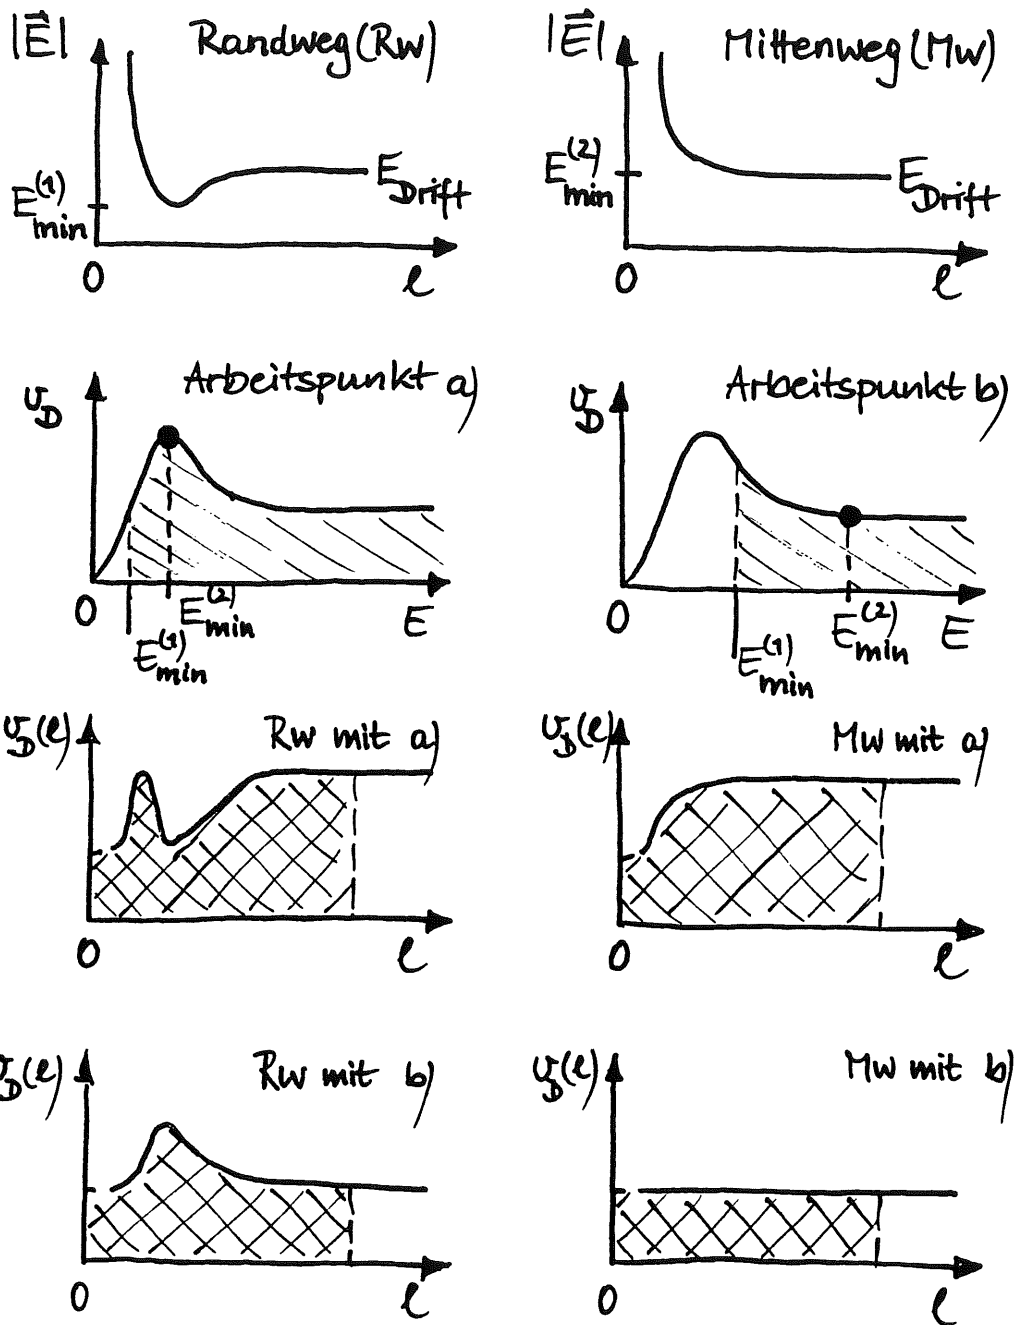 |E⃗| Randweg (Rw)
E_min^(1)
E_Drift
0 l
|E⃗| Mittenweg (Mw)
E_min^(2)
E_Drift
0 l
v_D Arbeitspunkt a)
0 E_min^(2) E
E_min^(1)
v_D Arbeitspunkt b)
0 E_min^(2) E
E_min^(1)
v_D(l) Rw mit a)
0 l
v_D(l) Mw mit a)
0 l
v_D(l) Rw mit b)
0 l
v_D(l) Mw mit b)
0 l